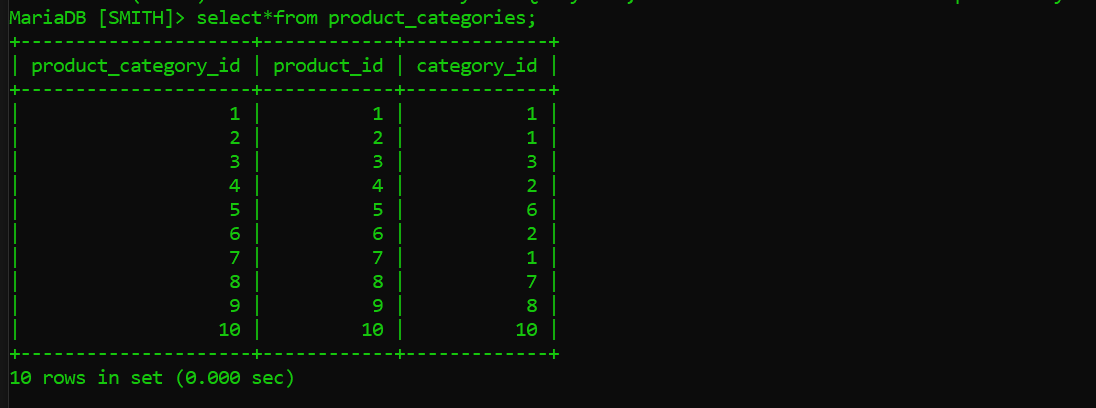 MariaDB [SMITH]> select*from product_categories;
+---------------------+------------+-------------+
| product_category_id | product_id | category_id |
+---------------------+------------+-------------+
|                   1 |          1 |           1 |
|                   2 |          2 |           1 |
|                   3 |          3 |           3 |
|                   4 |          4 |           2 |
|                   5 |          5 |           6 |
|                   6 |          6 |           2 |
|                   7 |          7 |           1 |
|                   8 |          8 |           7 |
|                   9 |          9 |           8 |
|                  10 |         10 |          10 |
+---------------------+------------+-------------+
10 rows in set (0.000 sec)